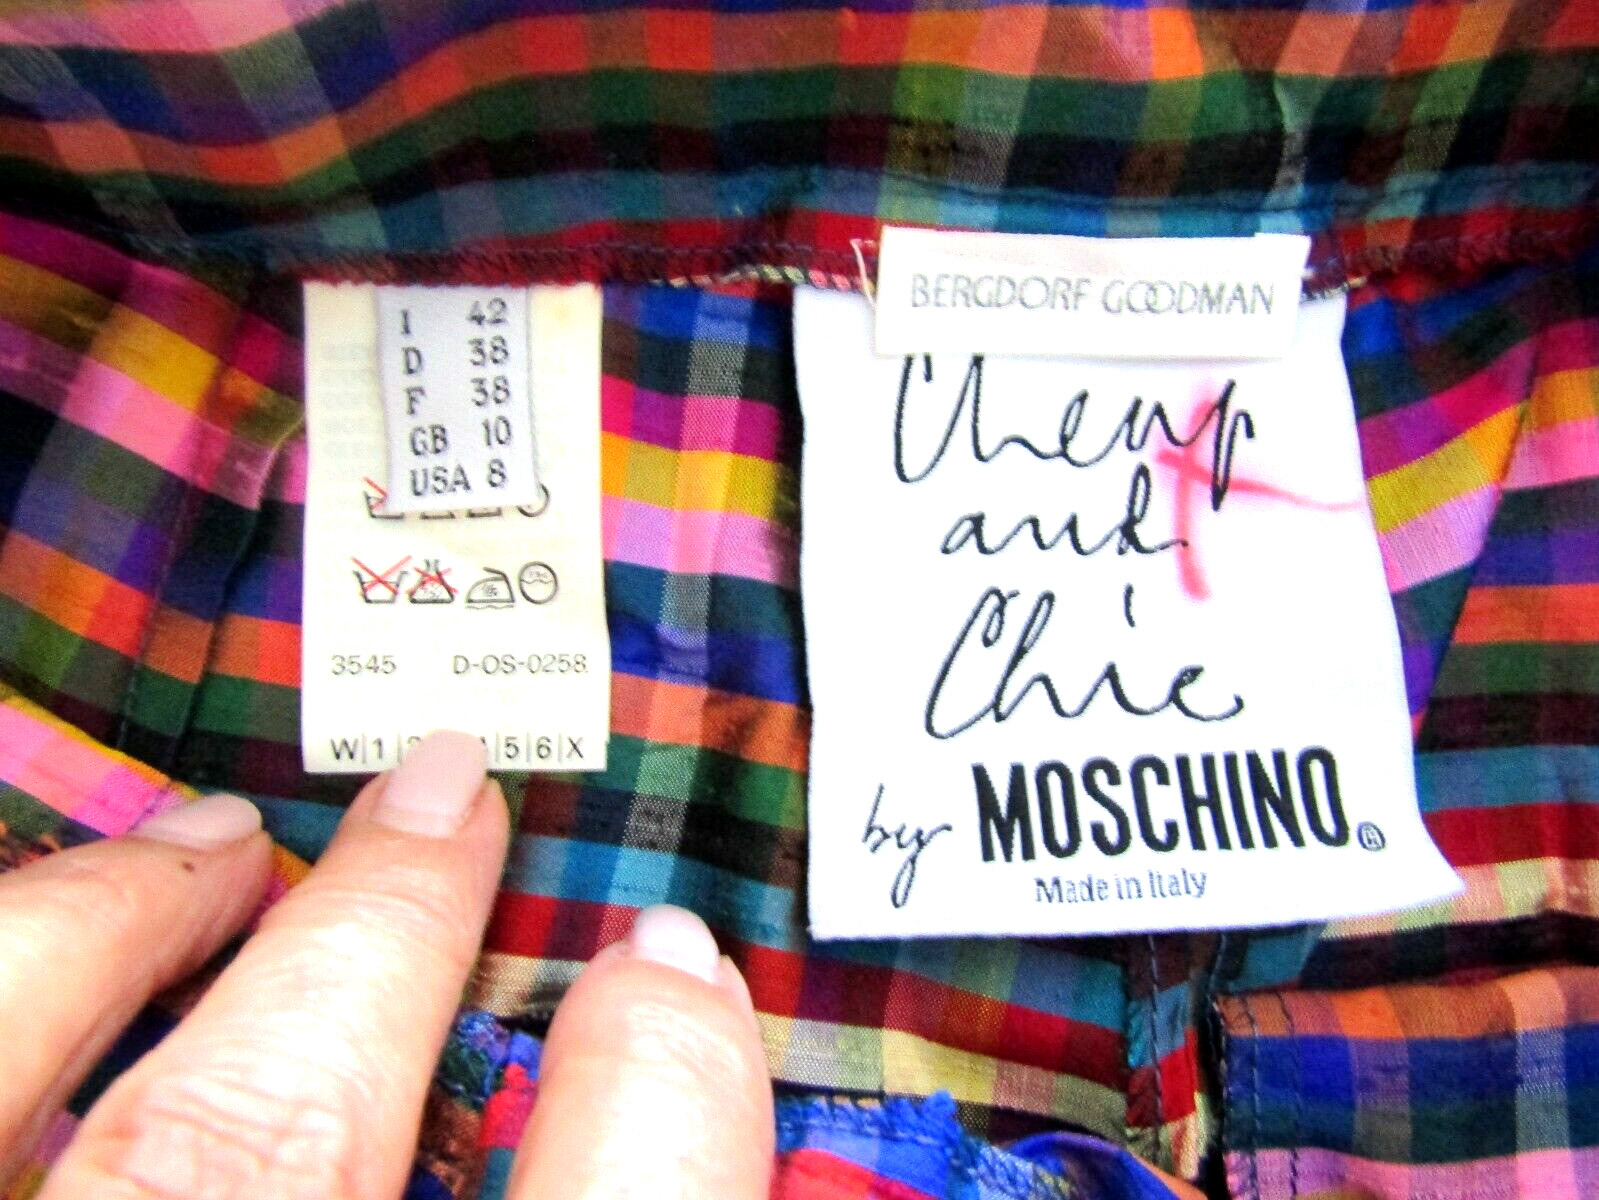 I 42
D 38
F 38
GB 10
USA 8
3545 D-OS-0258
W|1| |5|6|X
BERGDORF GOODMAN
Cheap
and
Chic
by MOSCHINO®
Made in Italy